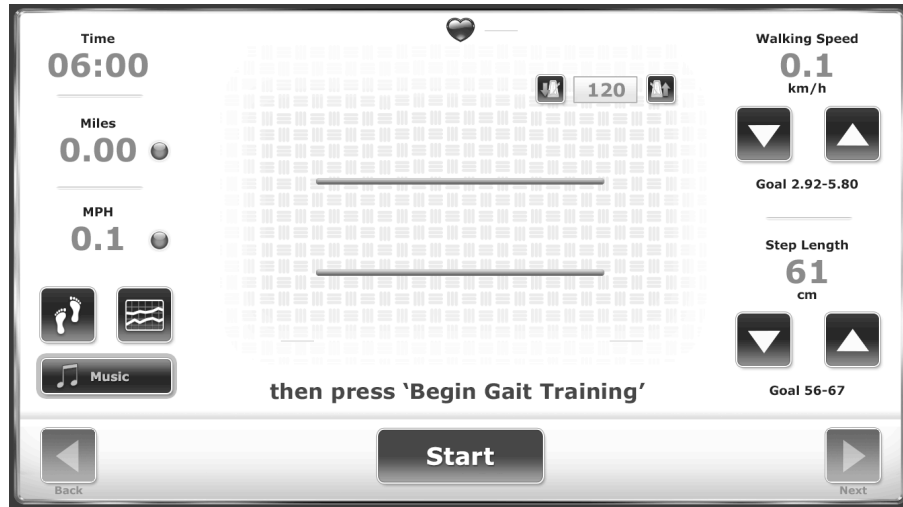 Time
06:00
Miles
0.00
MPH
0.1
Music
120
then press ‘Begin Gait Training’
Walking Speed
0.1
km/h
Goal 2.92-5.80
Step Length
61
cm
Goal 56-67
Back
Start
Next